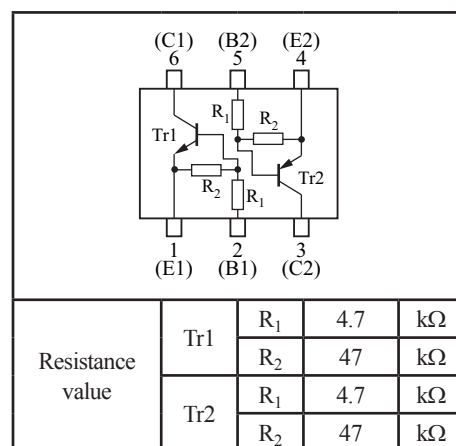 (C1) (B2) (E2)
6 5 4
R1
R2
Tr1
Tr2
R2
R1
1 2 3
(E1) (B1) (C2)
Resistance value Tr1 R1 4.7 kΩ
R2 47 kΩ
Tr2 R1 4.7 kΩ
R2 47 kΩ